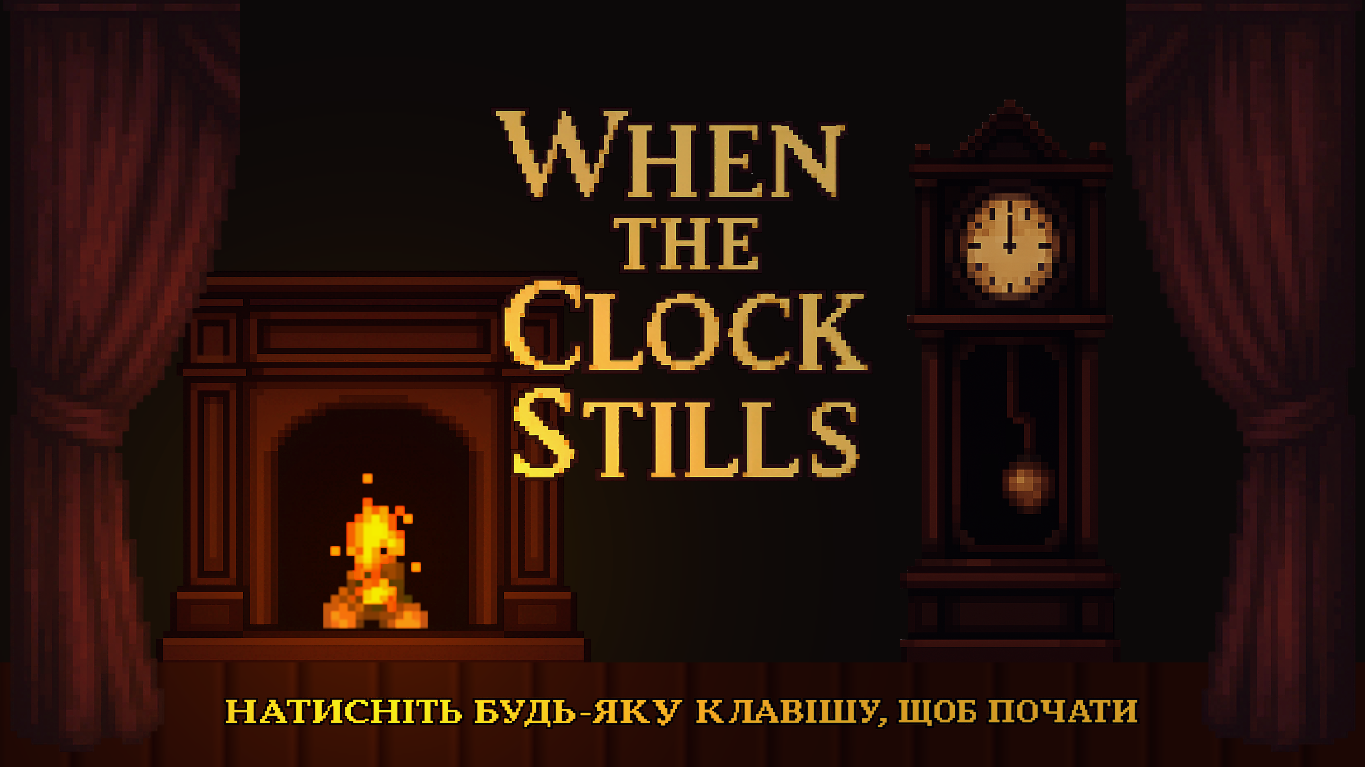 WHEN
THE
CLOCK
STILLS
НАТИСНІТЬ БУДЬ-ЯКУ КЛАВІШУ, ЩОБ ПОЧАТИ